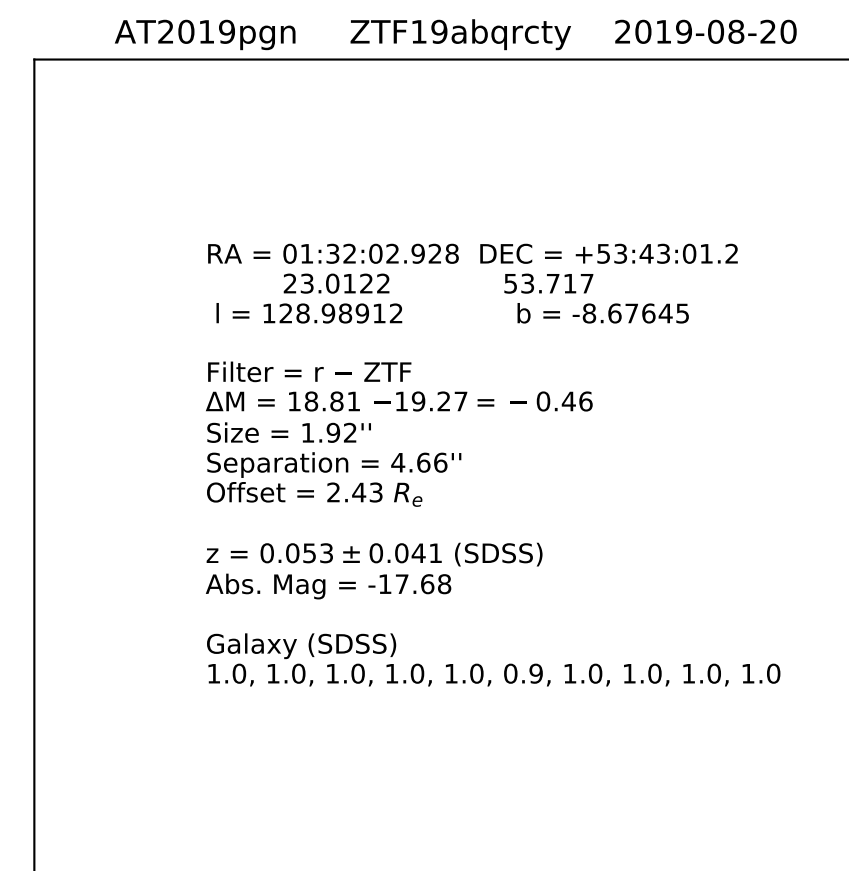 AT2019pgn ZTF19abqrcty 2019-08-20
RA = 01:32:02.928 DEC = +53:43:01.2
23.0122 53.717
l = 128.98912 b = -8.67645
Filter = r − ZTF
ΔM = 18.81 −19.27 = − 0.46
Size = 1.92''
Separation = 4.66''
Offset = 2.43 Rₑ
z = 0.053 ± 0.041 (SDSS)
Abs. Mag = -17.68
Galaxy (SDSS)
1.0, 1.0, 1.0, 1.0, 1.0, 0.9, 1.0, 1.0, 1.0, 1.0